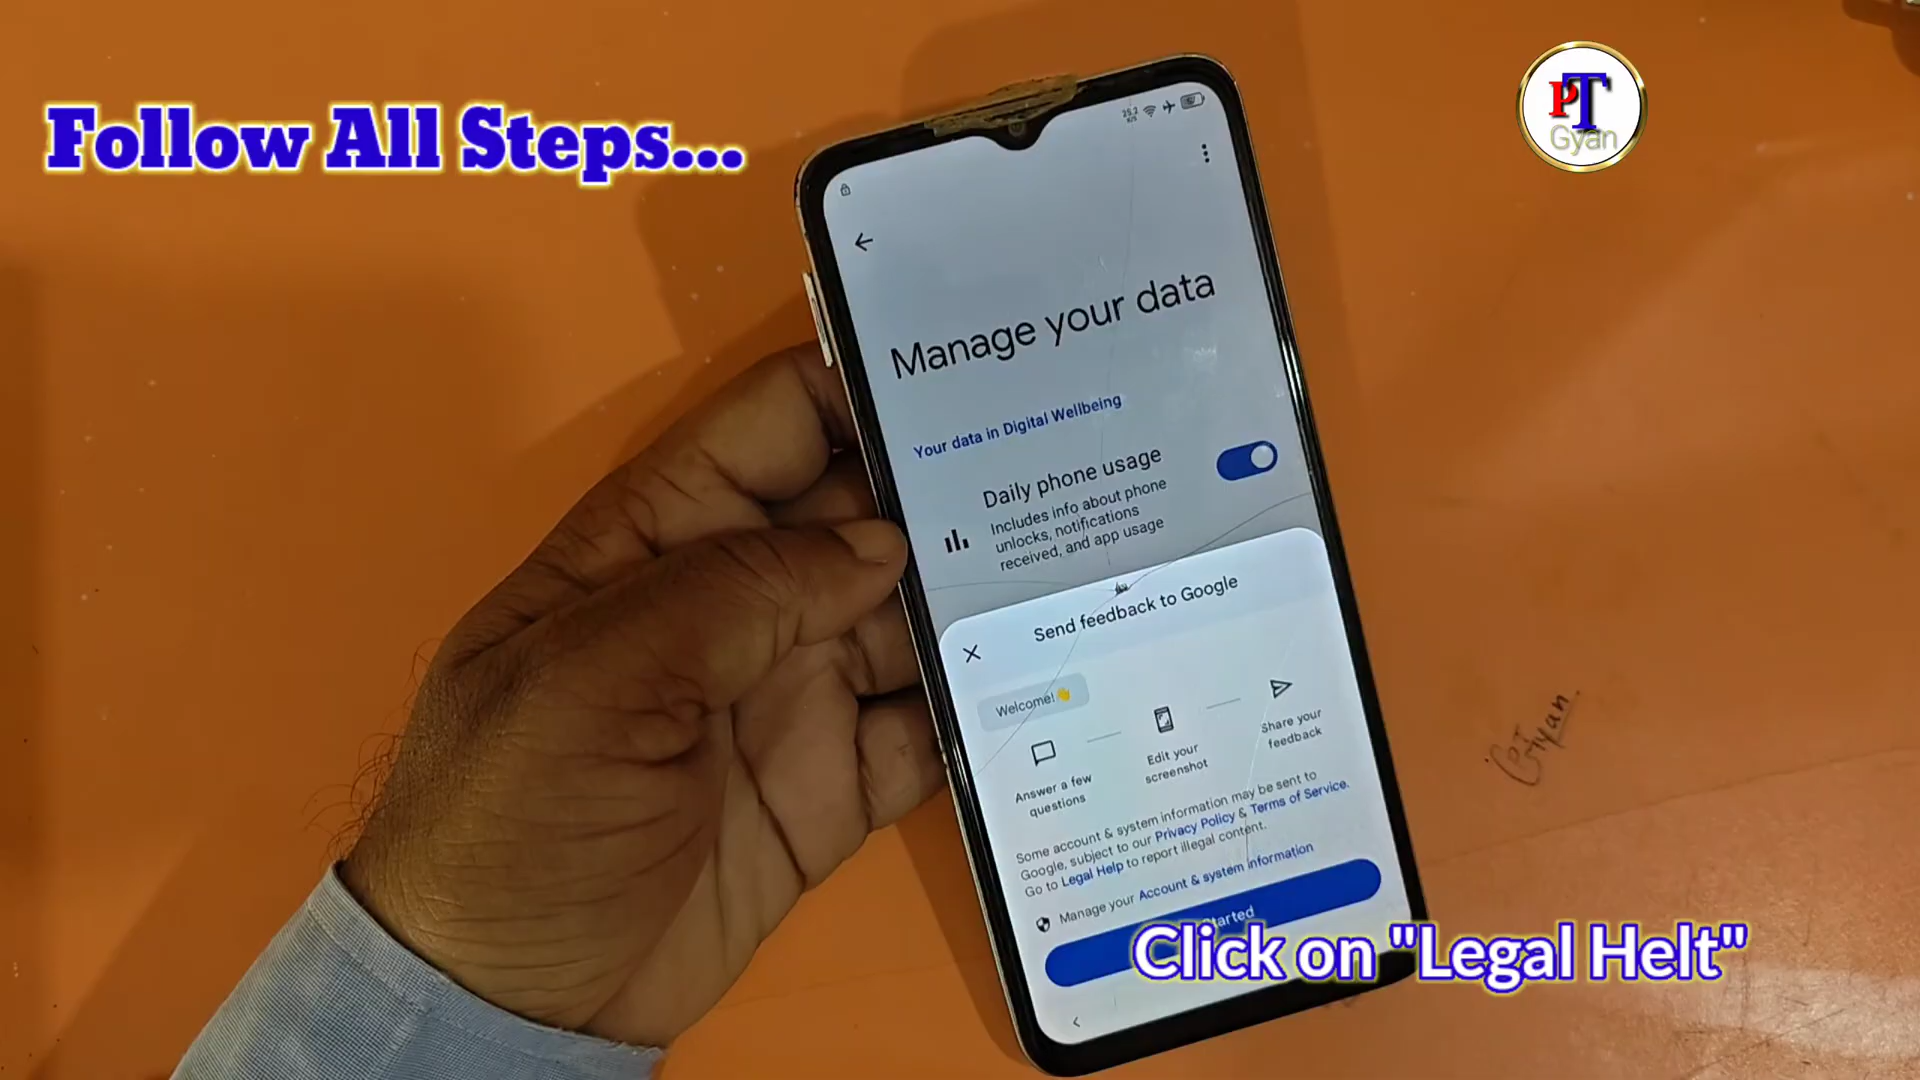 Follow All Steps...
PT
Gyan
Manage your data
Your data in Digital Wellbeing
Daily phone usage
Includes info about phone
unlocks, notifications
received, and app usage
Send feedback to Google
Welcome!👋
Answer a few
questions
Edit your
screenshot
Share your
feedback
Some account & system information may be sent to
Google, subject to our Privacy Policy & Terms of Service.
Go to Legal Help to report illegal content.
Manage your Account & system information
Started
Click on "Legal Helt"
PT Gyan